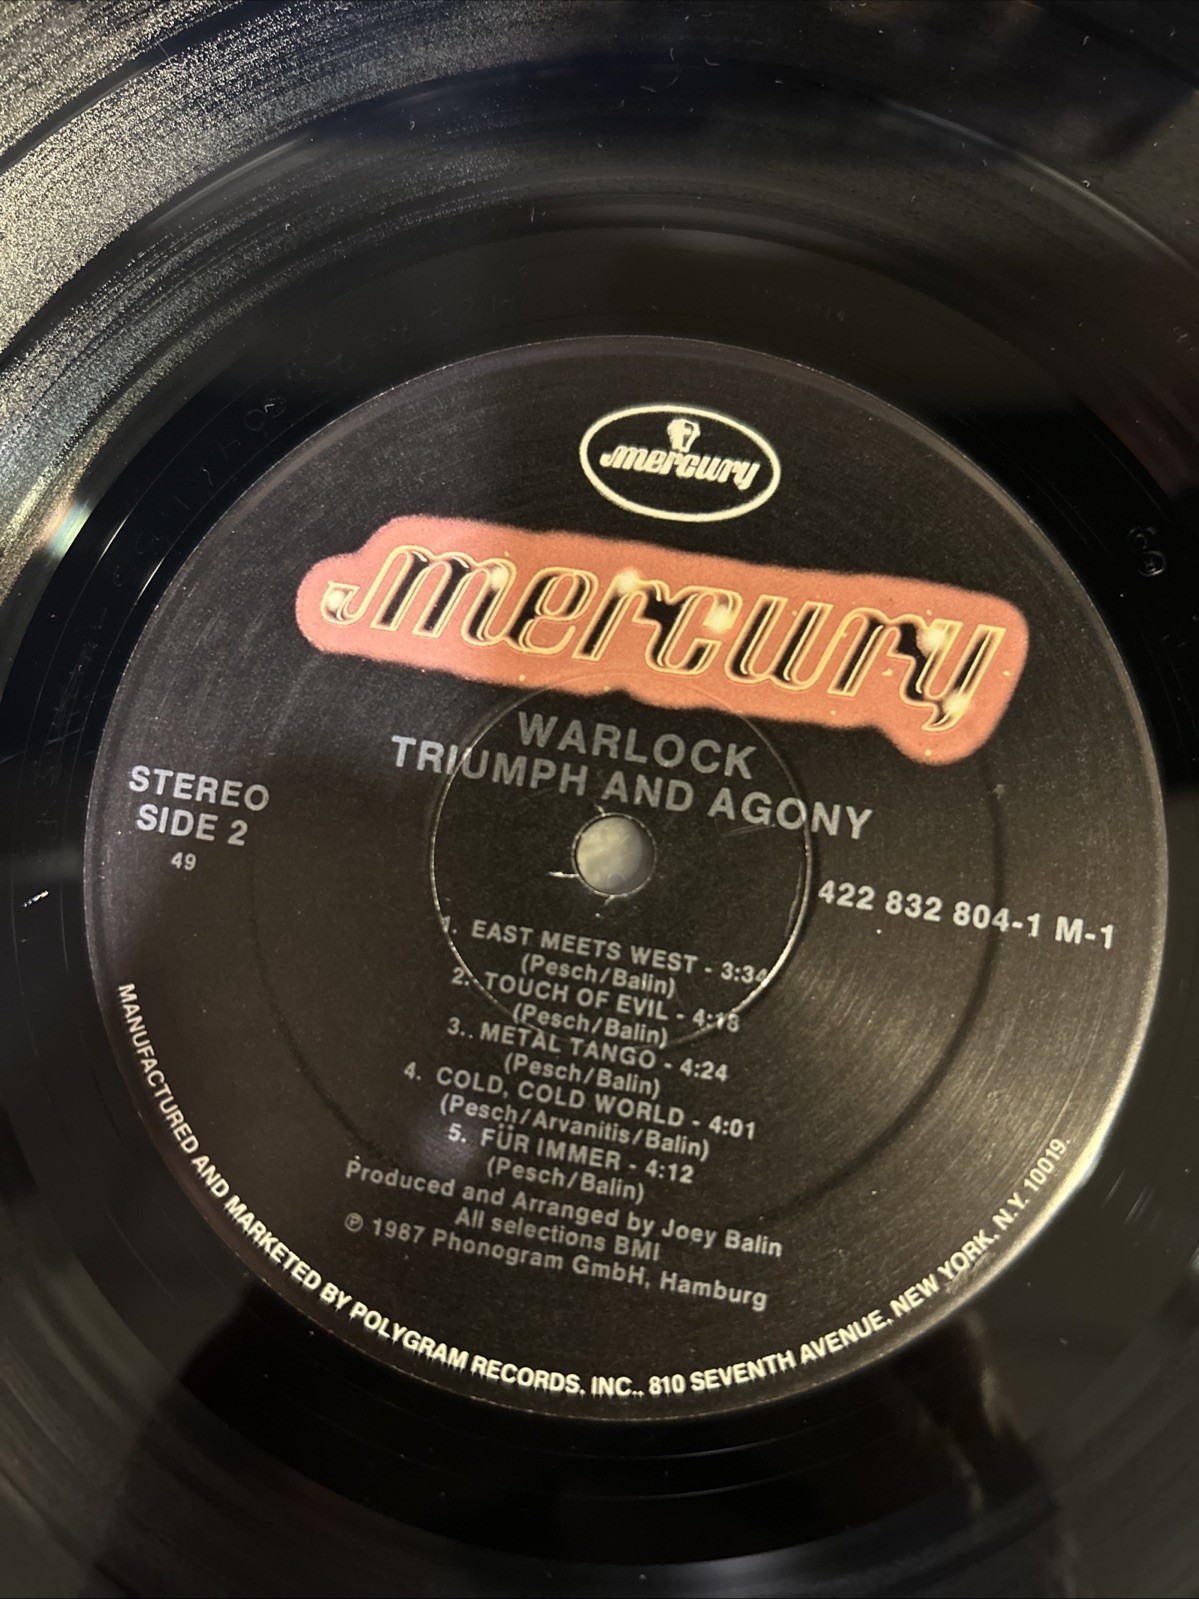 mercury
mercury
WARLOCK
TRIUMPH AND AGONY
STEREO
SIDE 2
49
422 832 804-1 M-1
1. EAST MEETS WEST - 3:34
(Pesch/Balin)
2. TOUCH OF EVIL - 4:18
(Pesch/Balin)
3.. METAL TANGO - 4:24
(Pesch/Balin)
4. COLD, COLD WORLD - 4:01
(Pesch/Arvanitis/Balin)
5. FÜR IMMER - 4:12
(Pesch/Balin)
Produced and Arranged by Joey Balin
All selections BMI
℗ 1987 Phonogram GmbH, Hamburg
MANUFACTURED AND MARKETED BY POLYGRAM RECORDS, INC., 810 SEVENTH AVENUE, NEW YORK, N.Y. 10019.